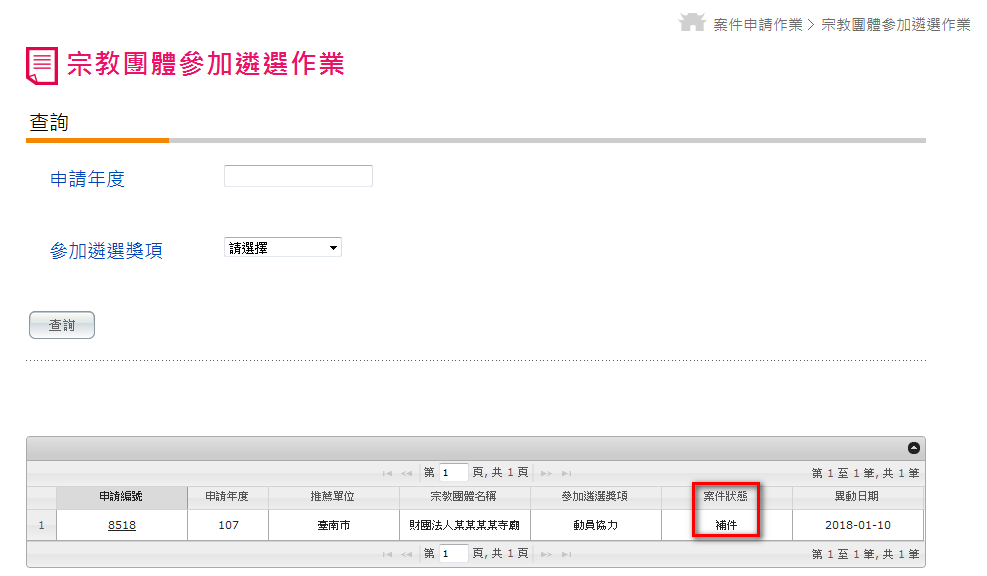 案件申請作業 > 宗教團體參加遴選作業
宗教團體參加遴選作業
查詢
申請年度
參加遴選獎項 請選擇
查詢
第 1 頁, 共 1 頁 第 1 至 1 筆, 共 1 筆
申請編號 申請年度 推薦單位 宗教團體名稱 參加遴選獎項 案件狀態 異動日期
1 8518 107 臺南市 財團法人某某某某寺廟 動員協力 補件 2018-01-10
第 1 頁, 共 1 頁 第 1 至 1 筆, 共 1 筆